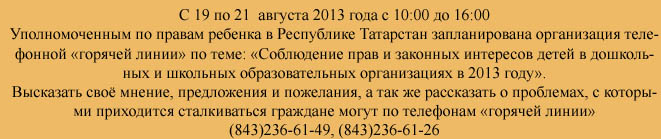 С 19 по 21 августа 2013 года с 10:00 до 16:00
Уполномоченным по правам ребенка в Республике Татарстан запланирована организация теле-
фонной «горячей линии» по теме: «Соблюдение прав и законных интересов детей в дошколь-
ных и школьных образовательных организациях в 2013 году».
Высказать своё мнение, предложения и пожелания, а так же рассказать о проблемах, с которы-
ми приходится сталкиваться граждане могут по телефонам «горячей линии»
(843)236-61-49, (843)236-61-26